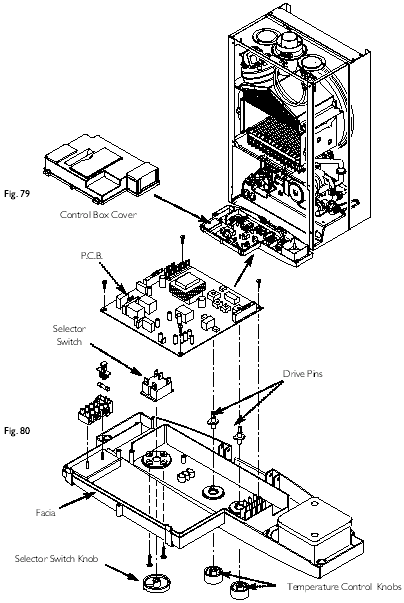 Fig. 79
Control Box Cover
P.C.B.
Selector
Switch
Drive Pins
Fig. 80
Facia
Selector Switch Knob
Temperature Control Knobs